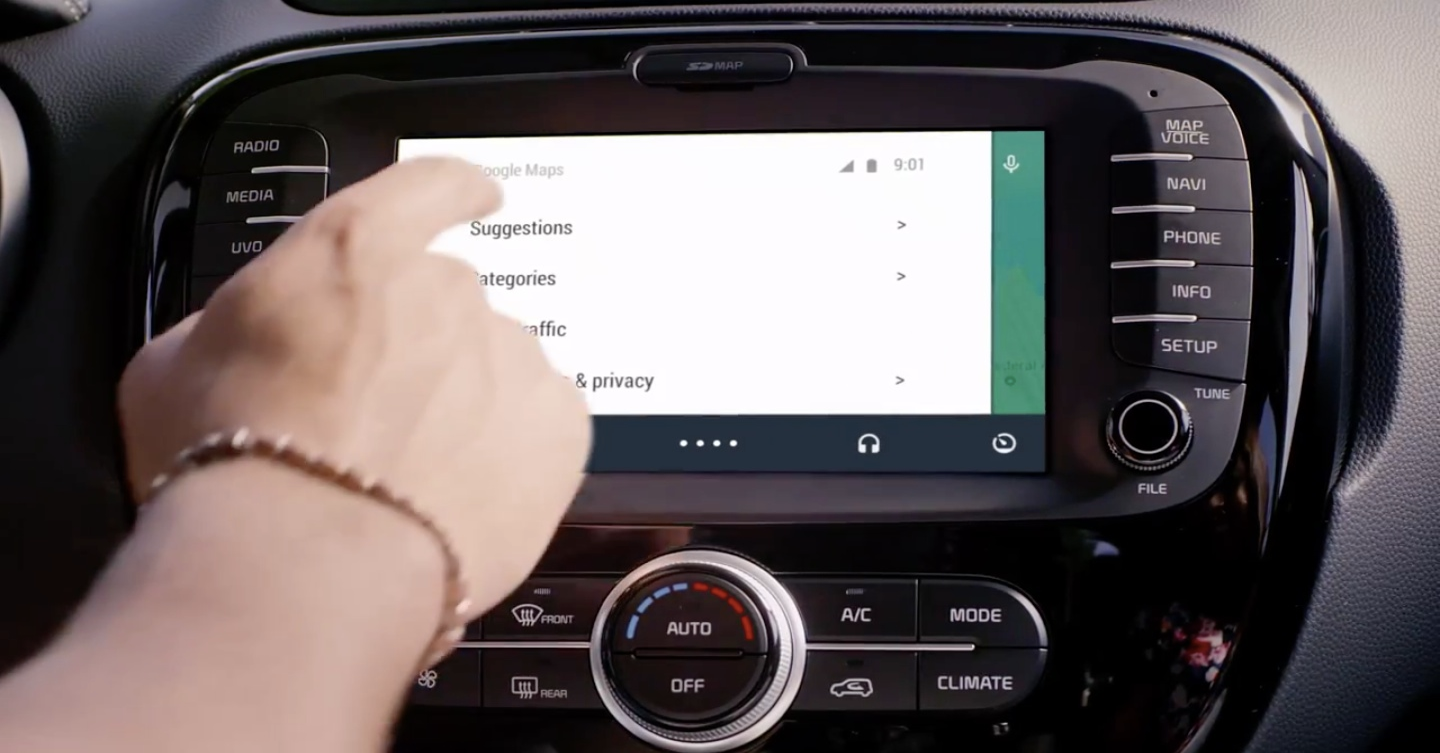 SD MAP
RADIO
MEDIA
UVO
Google Maps
9:01
Suggestions >
ategories >
raffic
& privacy >
MAP
VOICE
NAVI
PHONE
INFO
SETUP
TUNE
FILE
FRONT
AUTO
A/C
MODE
REAR
OFF
CLIMATE